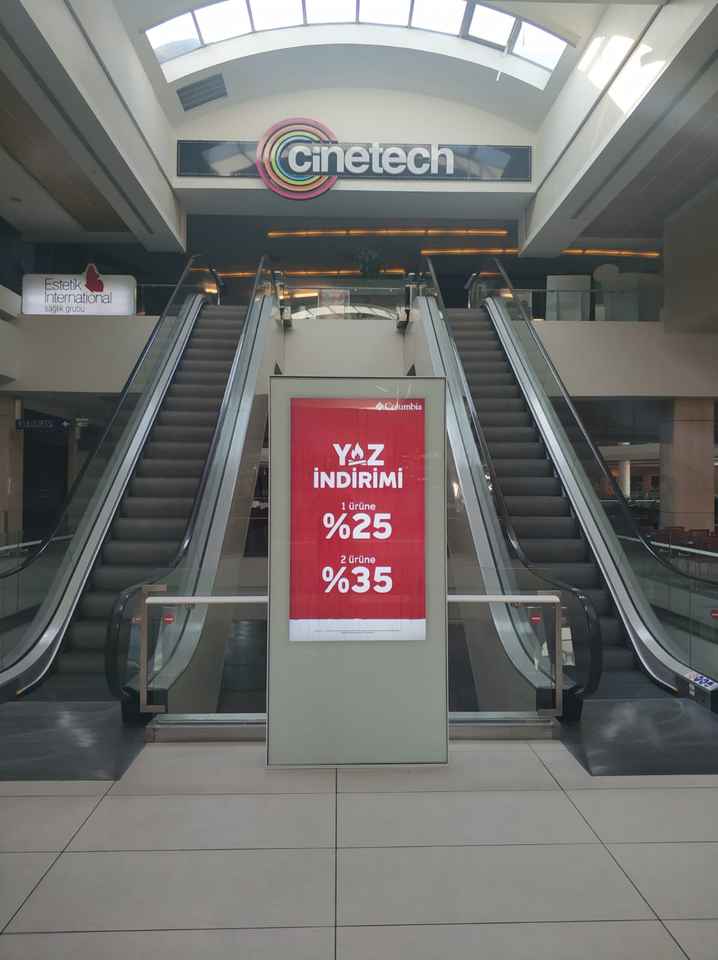 cinetech
Estetik
International
sağlık grubu
Columbia
YAZ
İNDİRİMİ
1 ürüne
%25
2 ürüne
%35